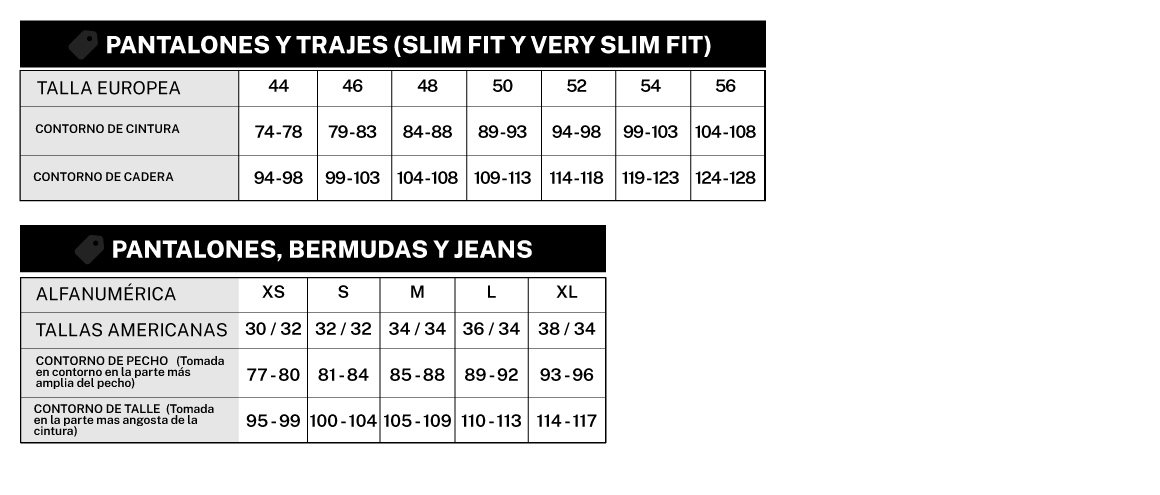 PANTALONES Y TRAJES (SLIM FIT Y VERY SLIM FIT)
TALLA EUROPEA 44 46 48 50 52 54 56
CONTORNO DE CINTURA 74-78 79-83 84-88 89-93 94-98 99-103 104-108
CONTORNO DE CADERA 94-98 99-103 104-108 109-113 114-118 119-123 124-128
PANTALONES, BERMUDAS Y JEANS
ALFANUMÉRICA XS S M L XL
TALLAS AMERICANAS 30 / 32 32 / 32 34 / 34 36 / 34 38 / 34
CONTORNO DE PECHO (Tomada
en contorno en la parte más
amplia del pecho)
77-80 81-84 85-88 89-92 93-96
CONTORNO DE TALLE (Tomada
en la parte mas angosta de la
cintura)
95-99 100-104 105-109 110-113 114-117